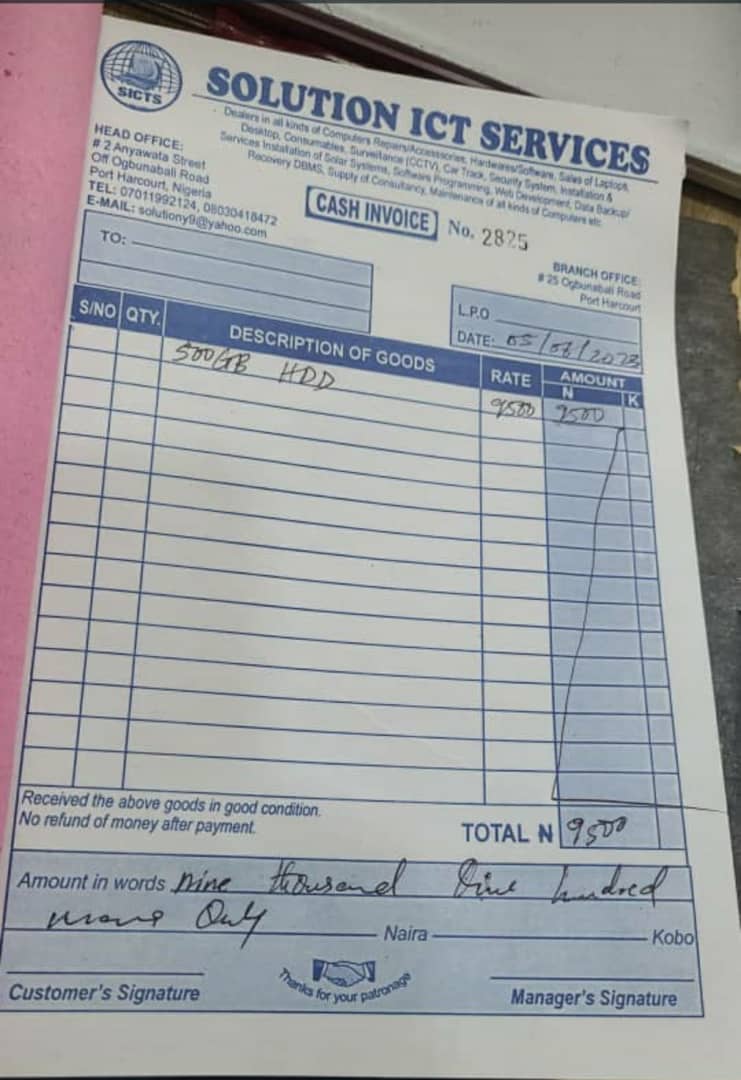 SICTS
SOLUTION ICT SERVICES
Dealers in all kinds of Computers Repairs/Accesssories, Hardwares/Software, Sales of Laptops,
Desktop, Consumables, Surveilance (CCTV), Car Track, Security System, Installation &
Services Installation of Solar Systems, Software Programming, Web Development, Data Backup/
Recovery DBMS, Supply of Consultancy, Maintenance of all kinds of Computers etc
HEAD OFFICE:
# 2 Anyawata Street
Off Ogbunabali Road
Port Harcourt, Nigeria
TEL: 07011992124, 08030418472
E-MAIL: solutiony9@yahoo.com
CASH INVOICE No. 2825
BRANCH OFFICE:
# 25 Ogbunabali Road
Port Harcourt
TO:
L.P.O
DATE: 05/08/2023
S/NO QTY. DESCRIPTION OF GOODS RATE AMOUNT
N K
500GB HDD 9500 9500
Received the above goods in good condition.
No refund of money after payment.
TOTAL N 9500
Amount in words Nine thousand five hundred
Only Naira Kobo
Thanks for your patronage
Customer's Signature
Manager's Signature